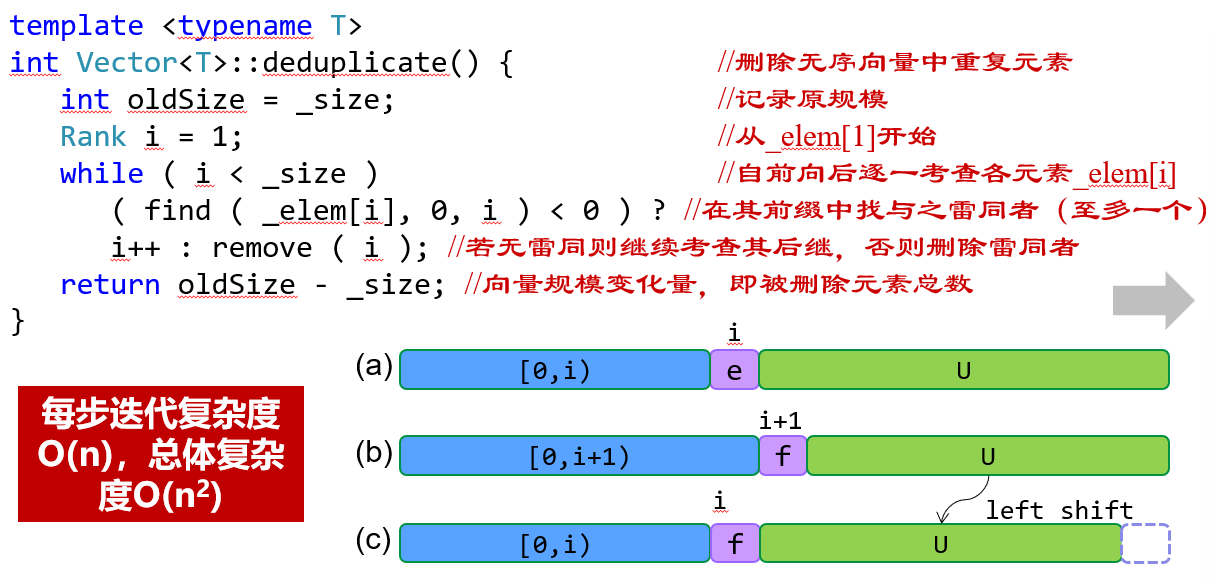 template <typename T>
int Vector<T>::deduplicate() { //删除无序向量中重复元素
int oldSize = _size; //记录原规模
Rank i = 1; //从_elem[1]开始
while ( i < _size ) //自前向后逐一考查各元素_elem[i]
( find ( _elem[i], 0, i ) < 0 ) ? //在其前缀中找与之雷同者（至多一个）
i++ : remove ( i ); //若无雷同则继续考查其后继，否则删除雷同者
return oldSize - _size; //向量规模变化量，即被删除元素总数
}
i
(a) [0,i) e U
每步迭代复杂度
O(n)，总体复杂
度O(n²)
i+1
(b) [0,i+1) f U
i
left shift
(c) [0,i) f U